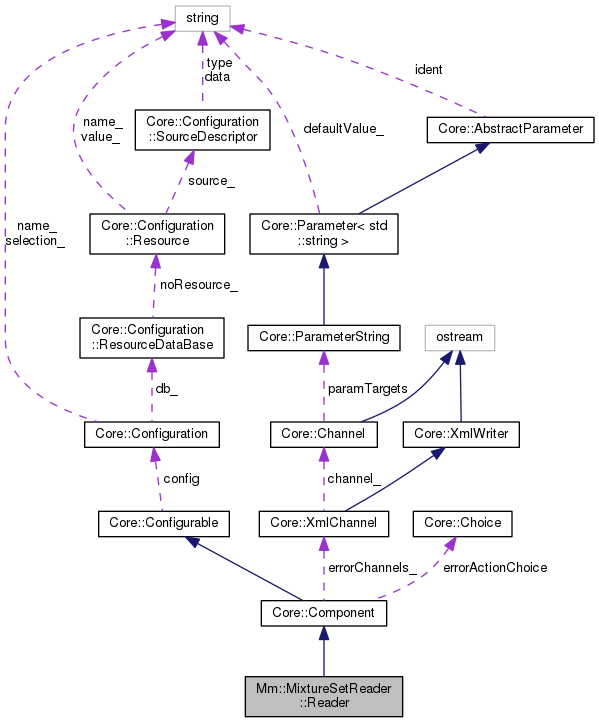 string
type
data
ident
name_
value_
Core::Configuration
::SourceDescriptor
defaultValue_
Core::AbstractParameter
source_
name_
selection_
Core::Configuration
::Resource
Core::Parameter< std
::string >
noResource_
Core::Configuration
::ResourceDataBase
Core::ParameterString
ostream
db_
paramTargets
Core::Configuration
Core::Channel
Core::XmlWriter
config
channel_
Core::Configurable
Core::XmlChannel
Core::Choice
errorChannels_
errorActionChoice
Core::Component
Mm::MixtureSetReader
::Reader